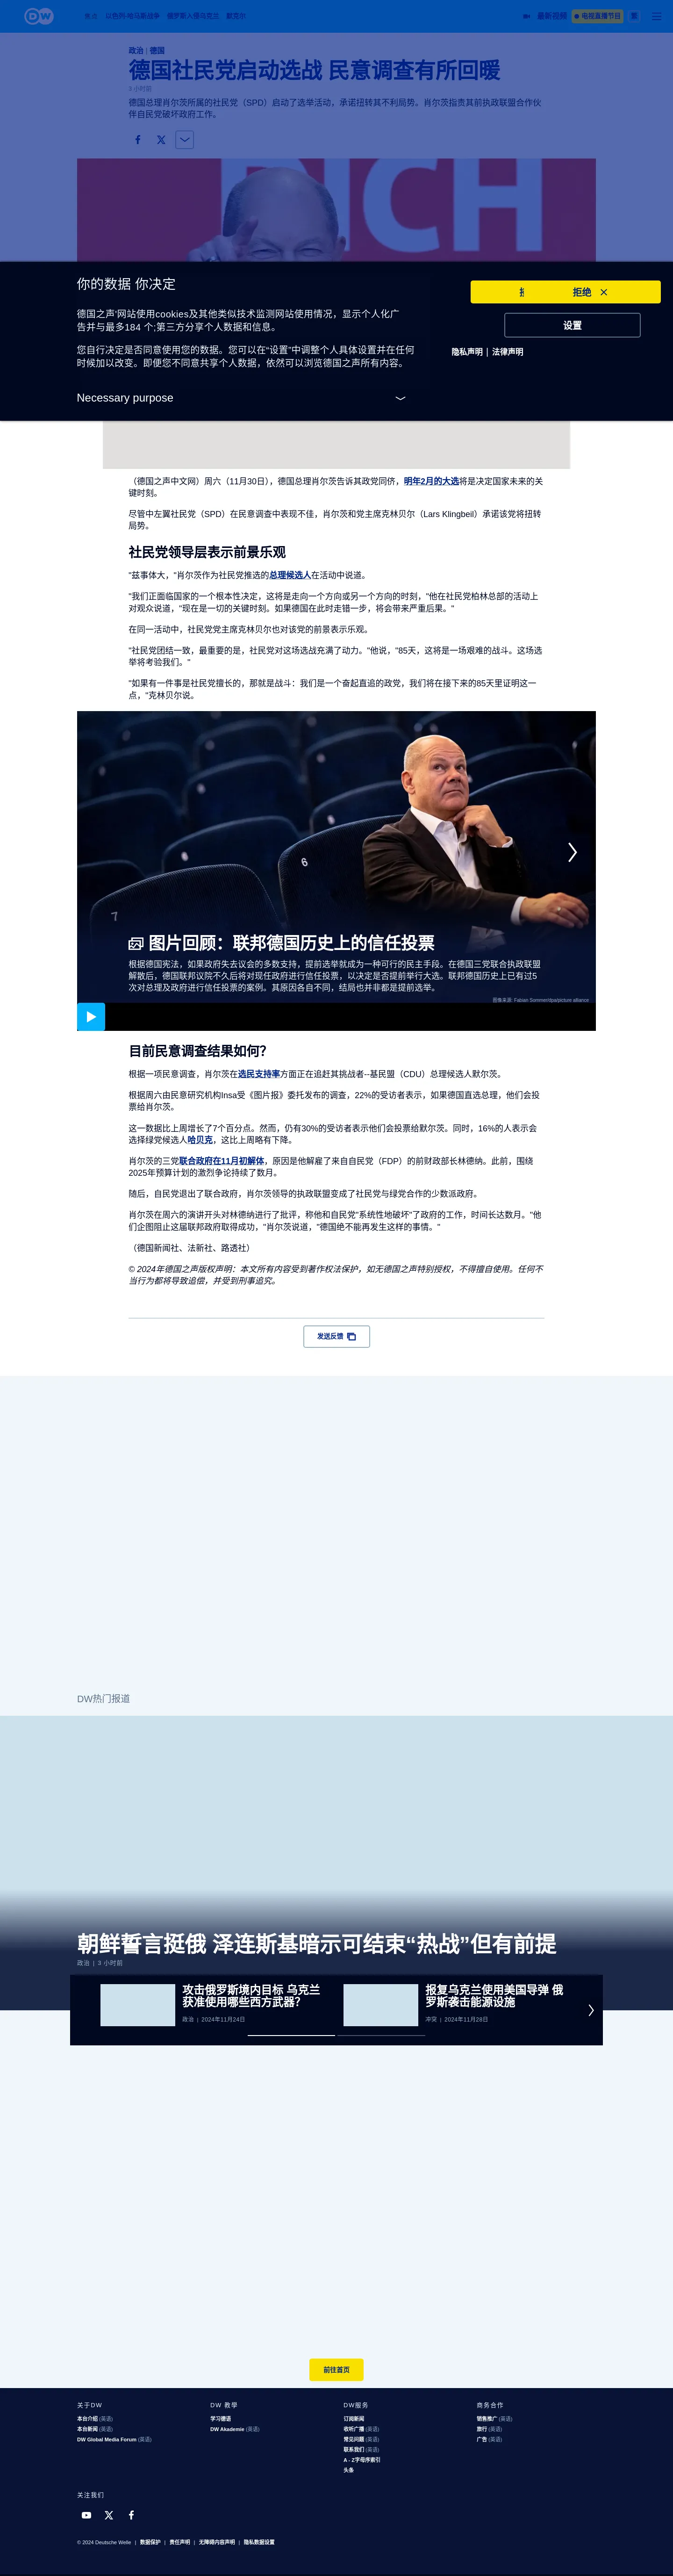 DW
焦点 以色列-哈马斯战争 俄罗斯入侵乌克兰 戴克尔
最新视频
电视直播节目
繁
政治 | 德国
德国社民党启动选战 民意调查有所回暖
3 小时前
德国总理肖尔茨所属的社民党（SPD）启动了选举活动，承诺扭转其不利局势。肖尔茨指责其前执政联盟合作伙
伴自民党破坏政府工作。
你的数据 你决定
拒绝
德国之声'网站使用cookies及其他类似技术监测网站使用情况，显示个人化广
告并与最多184 个;第三方分享个人数据和信息。
设置
您自行决定是否同意使用您的数据。您可以在"设置"中调整个人具体设置并在任何
时候加以改变。即便您不同意共享个人数据，依然可以浏览德国之声所有内容。
隐私声明 | 法律声明
Necessary purpose
（德国之声中文网）周六（11月30日），德国总理肖尔茨告诉其政党同侪，明年2月的大选将是决定国家未来的关
键时刻。
尽管中左翼社民党（SPD）在民意调查中表现不佳，肖尔茨和党主席克林贝尔（Lars Klingbeil）承诺该党将扭转
局势。
社民党领导层表示前景乐观
"兹事体大，"肖尔茨作为社民党推选的总理候选人在活动中说道。
"我们正面临国家的一个根本性决定，这将是走向一个方向或另一个方向的时刻，"他在社民党柏林总部的活动上
对观众说道，"现在是一切的关键时刻。如果德国在此时走错一步，将会带来严重后果。"
在同一活动中，社民党党主席克林贝尔也对该党的前景表示乐观。
"社民党团结一致，最重要的是，社民党对这场选战充满了动力。"他说，"85天，这将是一场艰难的战斗。这场选
举将考验我们。"
"如果有一件事是社民党擅长的，那就是战斗：我们是一个奋起直追的政党，我们将在接下来的85天里证明这一
点，"克林贝尔说。
6
7
图片回顾：联邦德国历史上的信任投票
根据德国宪法，如果政府失去议会的多数支持，提前选举就成为一种可行的民主手段。在德国三党联合执政联盟
解散后，德国联邦议院不久后将对现任政府进行信任投票，以决定是否提前举行大选。联邦德国历史上已有过5
次对总理及政府进行信任投票的案例。其原因各自不同，结局也并非都是提前选举。
图像来源: Fabian Sommer/dpa/picture alliance
目前民意调查结果如何？
根据一项民意调查，肖尔茨在选民支持率方面正在追赶其挑战者--基民盟（CDU）总理候选人默尔茨。
根据周六由民意研究机构Insa受《图片报》委托发布的调查，22%的受访者表示，如果德国直选总理，他们会投
票给肖尔茨。
这一数据比上周增长了7个百分点。然而，仍有30%的受访者表示他们会投票给默尔茨。同时，16%的人表示会
选择绿党候选人哈贝克，这比上周略有下降。
肖尔茨的三党联合政府在11月初解体，原因是他解雇了来自自民党（FDP）的前财政部长林德纳。此前，围绕
2025年预算计划的激烈争论持续了数月。
随后，自民党退出了联合政府，肖尔茨领导的执政联盟变成了社民党与绿党合作的少数派政府。
肖尔茨在周六的演讲开头对林德纳进行了批评，称他和自民党"系统性地破坏"了政府的工作，时间长达数月。"他
们企图阻止这届联邦政府取得成功，"肖尔茨说道，"德国绝不能再发生这样的事情。"
（德国新闻社、法新社、路透社）
© 2024年德国之声版权声明：本文所有内容受到著作权法保护，如无德国之声特别授权，不得擅自使用。任何不
当行为都将导致追偿，并受到刑事追究。
发送反馈
DW热门报道
朝鲜誓言挺俄 泽连斯基暗示可结束“热战”但有前提
政治 | 3 小时前
攻击俄罗斯境内目标 乌克兰
获准使用哪些西方武器？
政治 | 2024年11月24日
报复乌克兰使用美国导弹 俄
罗斯袭击能源设施
冲突 | 2024年11月28日
前往首页
关于DW
本台介绍 (英语)
本台新闻 (英语)
DW Global Media Forum (英语)
DW 教学
学习德语
DW Akademie (英语)
DW服务
订阅新闻
收听广播 (英语)
常见问题 (英语)
联系我们 (英语)
A - Z字母序索引
头条
商务合作
销售推广 (英语)
旅行 (英语)
广告 (英语)
关注我们
© 2024 Deutsche Welle | 数据保护 | 责任声明 | 无障碍内容声明 | 隐私数据设置